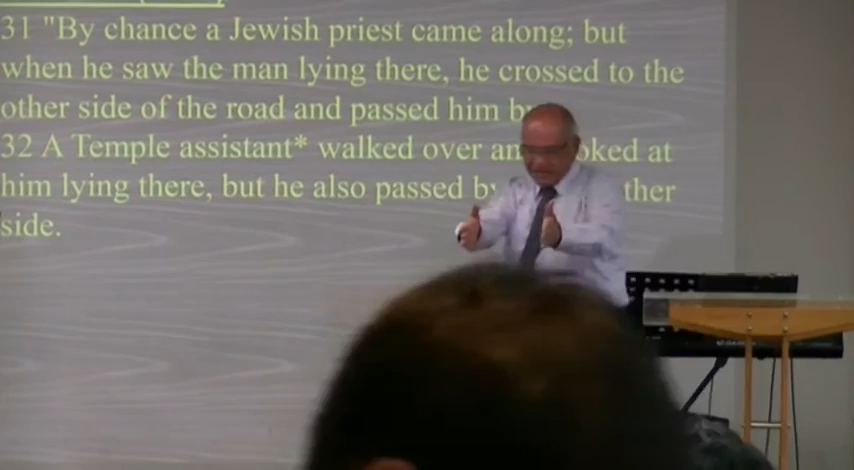 31 "By chance a Jewish priest came along; but
when he saw the man lying there, he crossed to the
other side of the road and passed him
32 A Temple assistant* walked over at
him lying there, but he also passed
side.